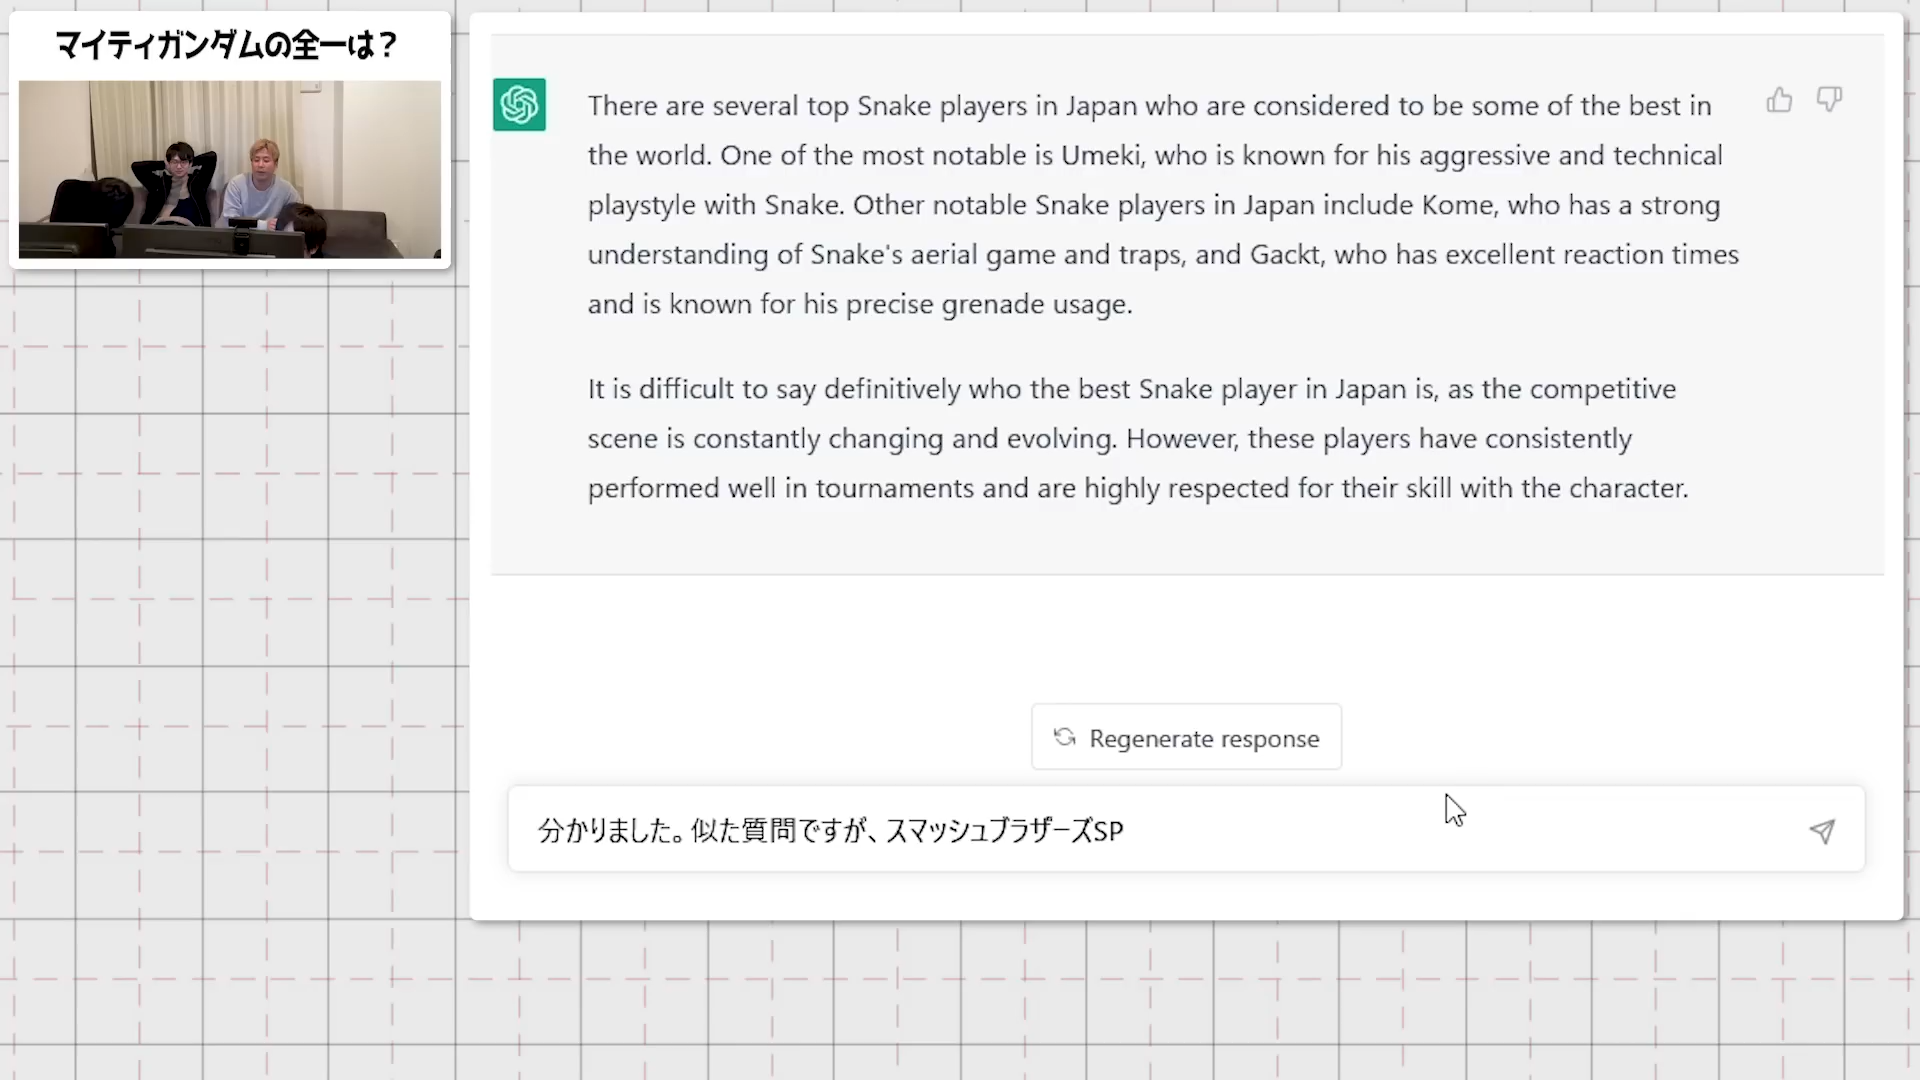 マイティガンダムの全一は？
There are several top Snake players in Japan who are considered to be some of the best in
the world. One of the most notable is Umeki, who is known for his aggressive and technical
playstyle with Snake. Other notable Snake players in Japan include Kome, who has a strong
understanding of Snake's aerial game and traps, and Gackt, who has excellent reaction times
and is known for his precise grenade usage.
It is difficult to say definitively who the best Snake player in Japan is, as the competitive
scene is constantly changing and evolving. However, these players have consistently
performed well in tournaments and are highly respected for their skill with the character.
Regenerate response
分かりました。似た質問ですが、スマッシュブラザーズSP